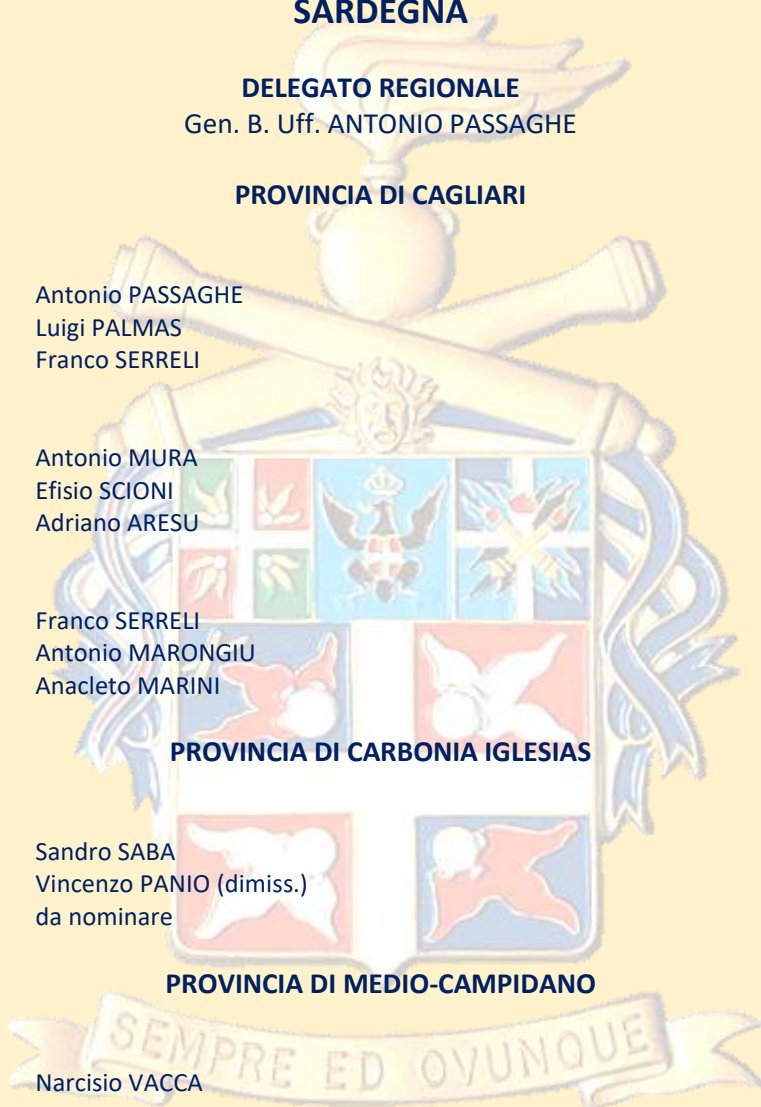 SARDEGNA
DELEGATO REGIONALE
Gen. B. Uff. ANTONIO PASSAGHE
PROVINCIA DI CAGLIARI
Antonio PASSAGHE
Luigi PALMAS
Franco SERRELI
Antonio MURA
Efisio SCIONI
Adriano ARESU
Franco SERRELI
Antonio MARONGIU
Anacleto MARINI
PROVINCIA DI CARBONIA IGLESIAS
Sandro SABA
Vincenzo PANIO (dimiss.)
da nominare
PROVINCIA DI MEDIO-CAMPIDANO
SEMPRE ED OVUNQUE
Narcisio VACCA